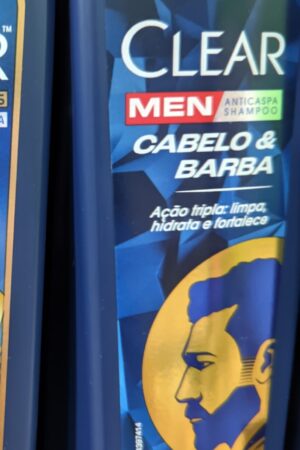 CLEAR
MEN ANTICASPA
SHAMPOO
CABELO &
BARBA
Ação tripla: limpa,
hidrata e fortalece